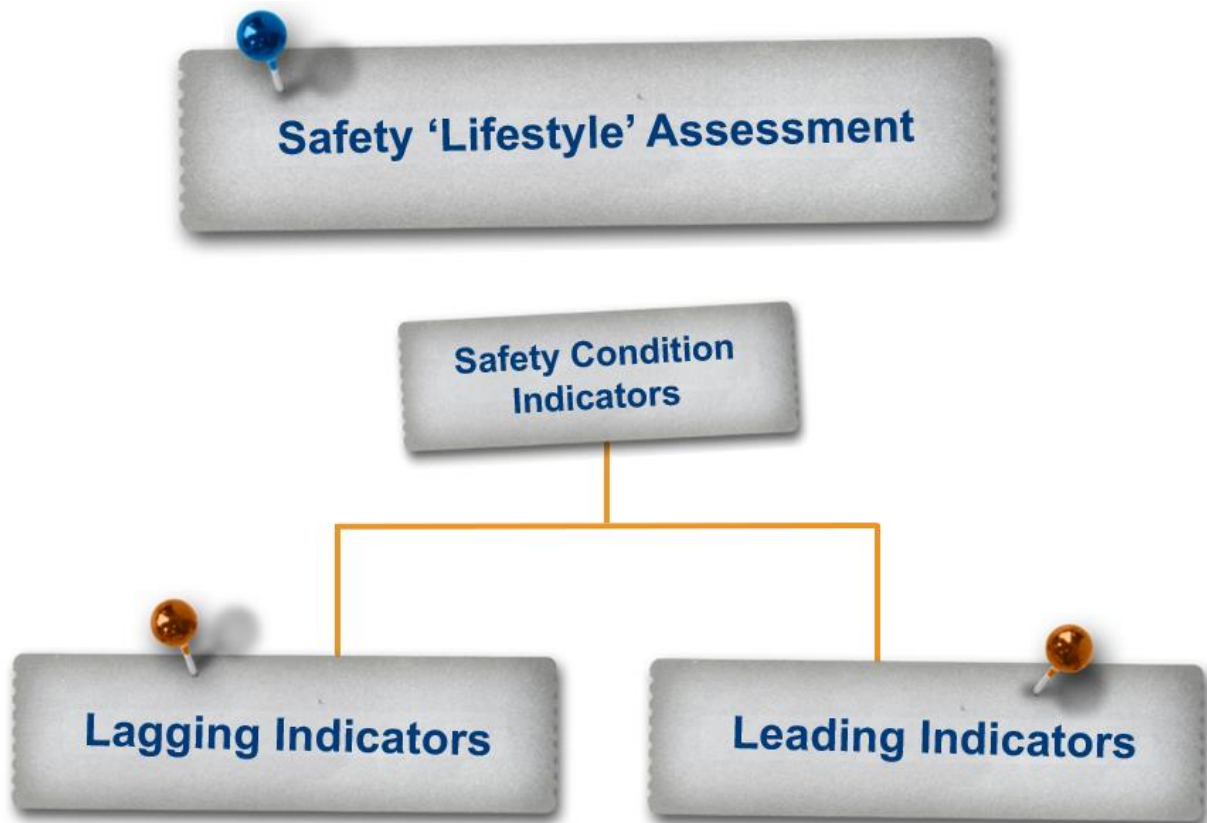 Safety ‘Lifestyle’ Assessment
Safety Condition
Indicators
Lagging Indicators
Leading Indicators